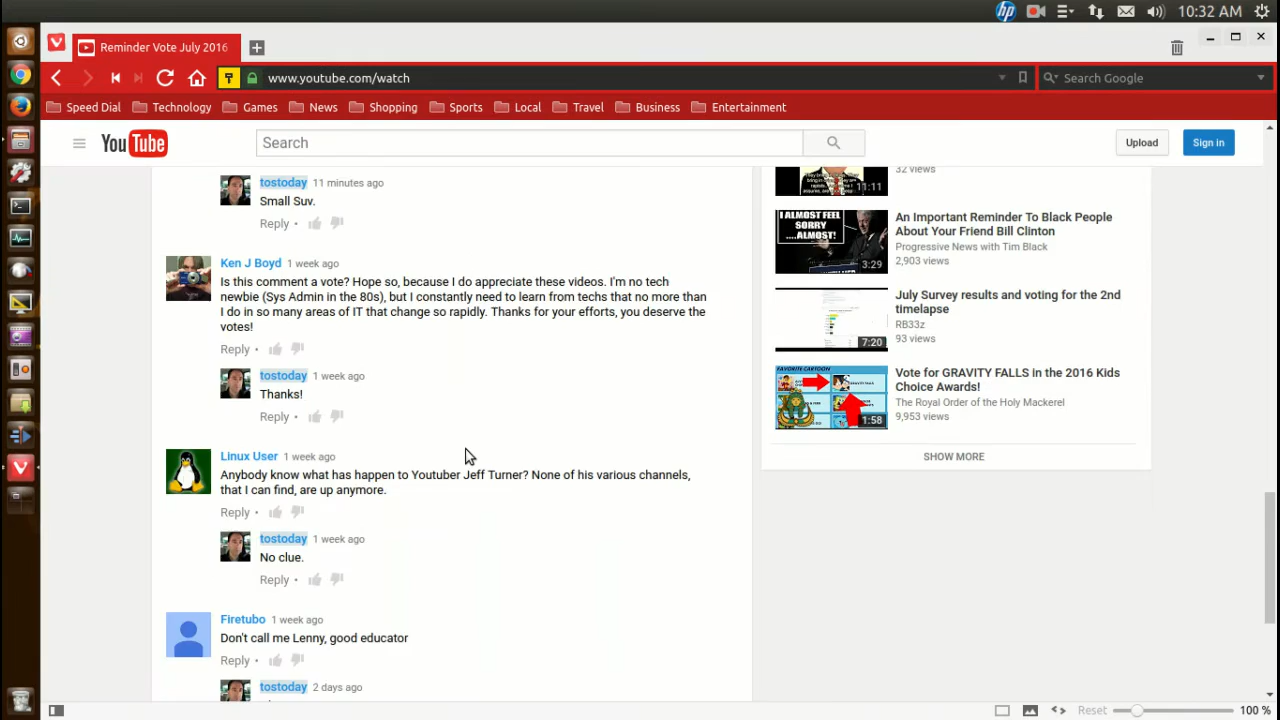 10:32 AM
Reminder Vote July 2016
www.youtube.com/watch
Search Google
Speed Dial
Technology
Games
News
Shopping
Sports
Local
Travel
Business
Entertainment
YouTube
Search
Upload
Sign in
tostoday 11 minutes ago
Small Suv.
Reply
Ken J Boyd 1 week ago
Is this comment a vote? Hope so, because I do appreciate these videos. I'm no tech
newbie (Sys Admin in the 80s), but I constantly need to learn from techs that no more than
I do in so many areas of IT that change so rapidly. Thanks for your efforts, you deserve the
votes!
Reply
tostoday 1 week ago
Thanks!
Reply
Linux User 1 week ago
Anybody know what has happen to Youtuber Jeff Turner? None of his various channels,
that I can find, are up anymore.
Reply
tostoday 1 week ago
No clue.
Reply
Firetubo 1 week ago
Don't call me Lenny, good educator
Reply
tostoday 2 days ago
11:11
32 views
I ALMOST FEEL
SORRY
....ALMOST!
3:29
An Important Reminder To Black People
About Your Friend Bill Clinton
Progressive News with Tim Black
2,903 views
7:20
July Survey results and voting for the 2nd
timelapse
RB33z
93 views
FAVORITE CARTOON
1:58
Vote for GRAVITY FALLS in the 2016 Kids
Choice Awards!
The Royal Order of the Holy Mackerel
9,953 views
SHOW MORE
Reset
100 %